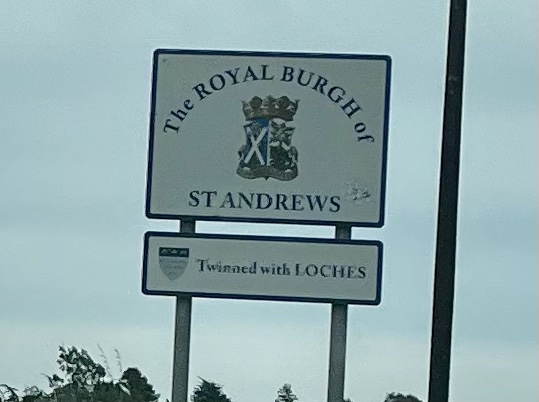 The ROYAL BURGH of
ST ANDREWS
Twinned with LOCHES